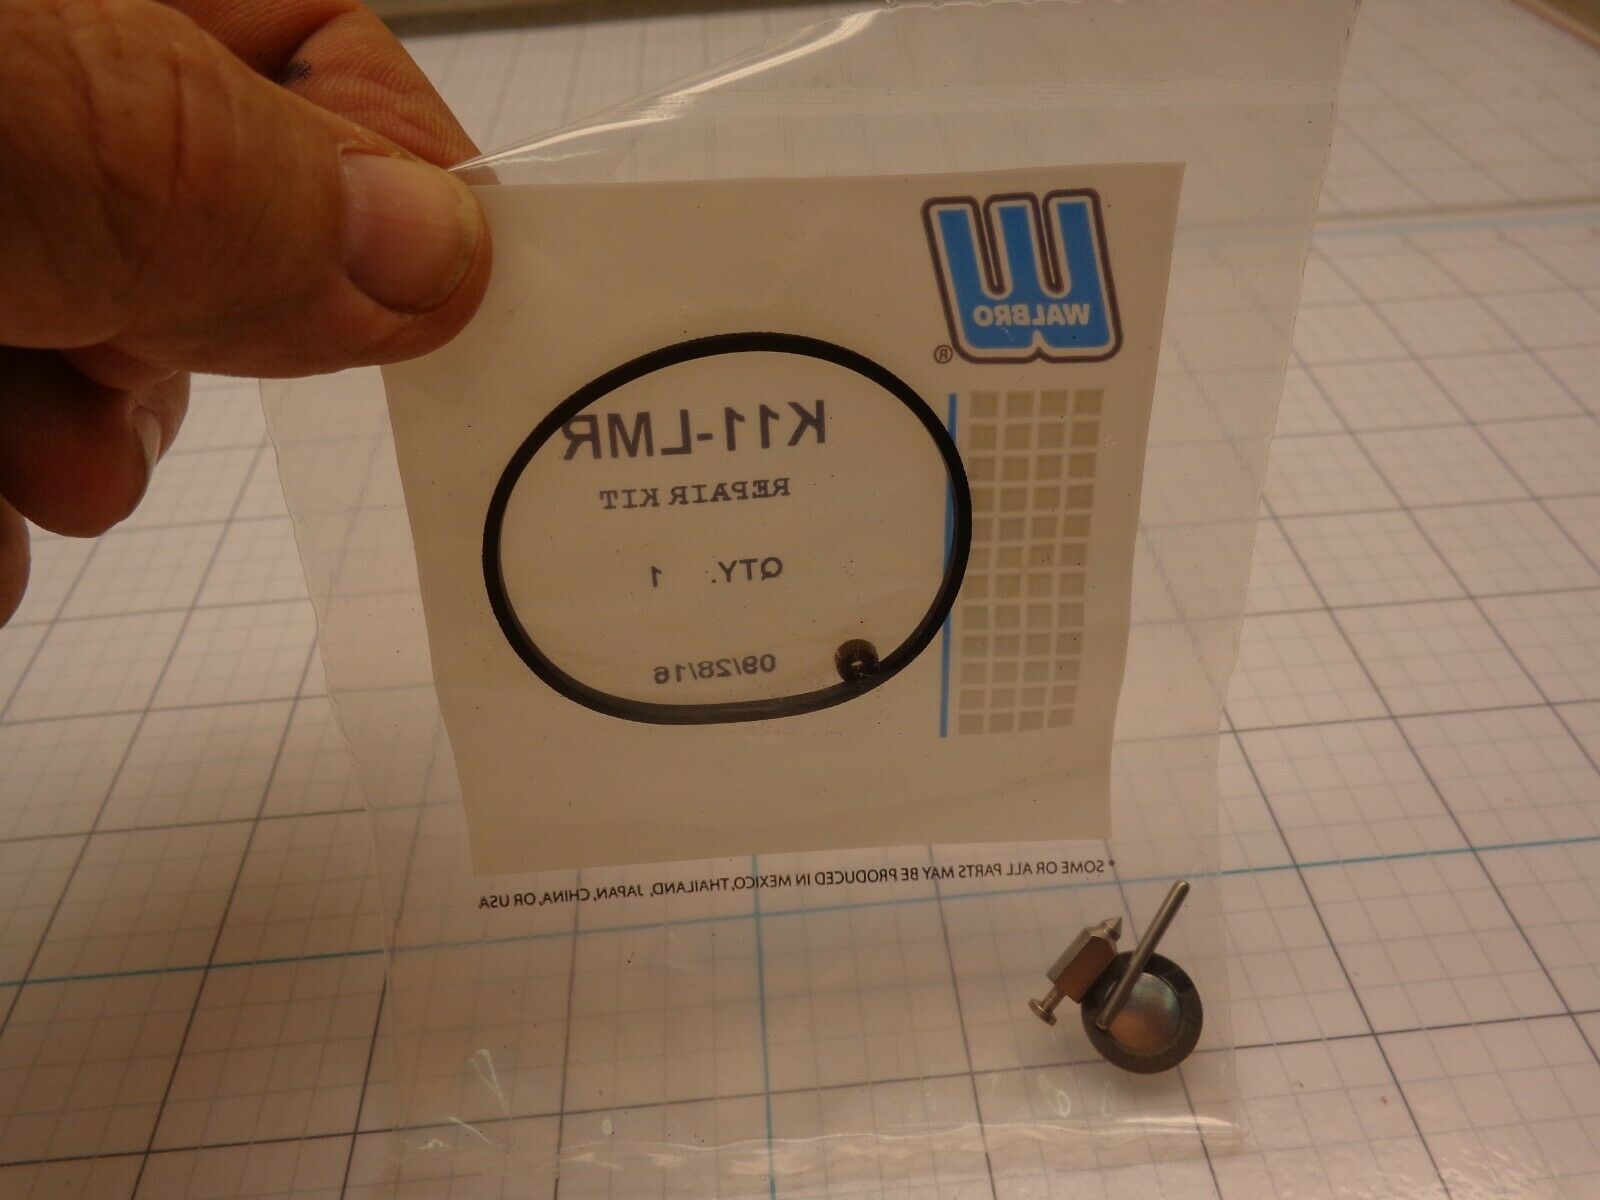 WALBRO
®
K11-LMR
REPAIR KIT
QTY. 1
09/28/16
* SOME OR ALL PARTS MAY BE PRODUCED IN MEXICO, THAILAND, JAPAN, CHINA, OR USA